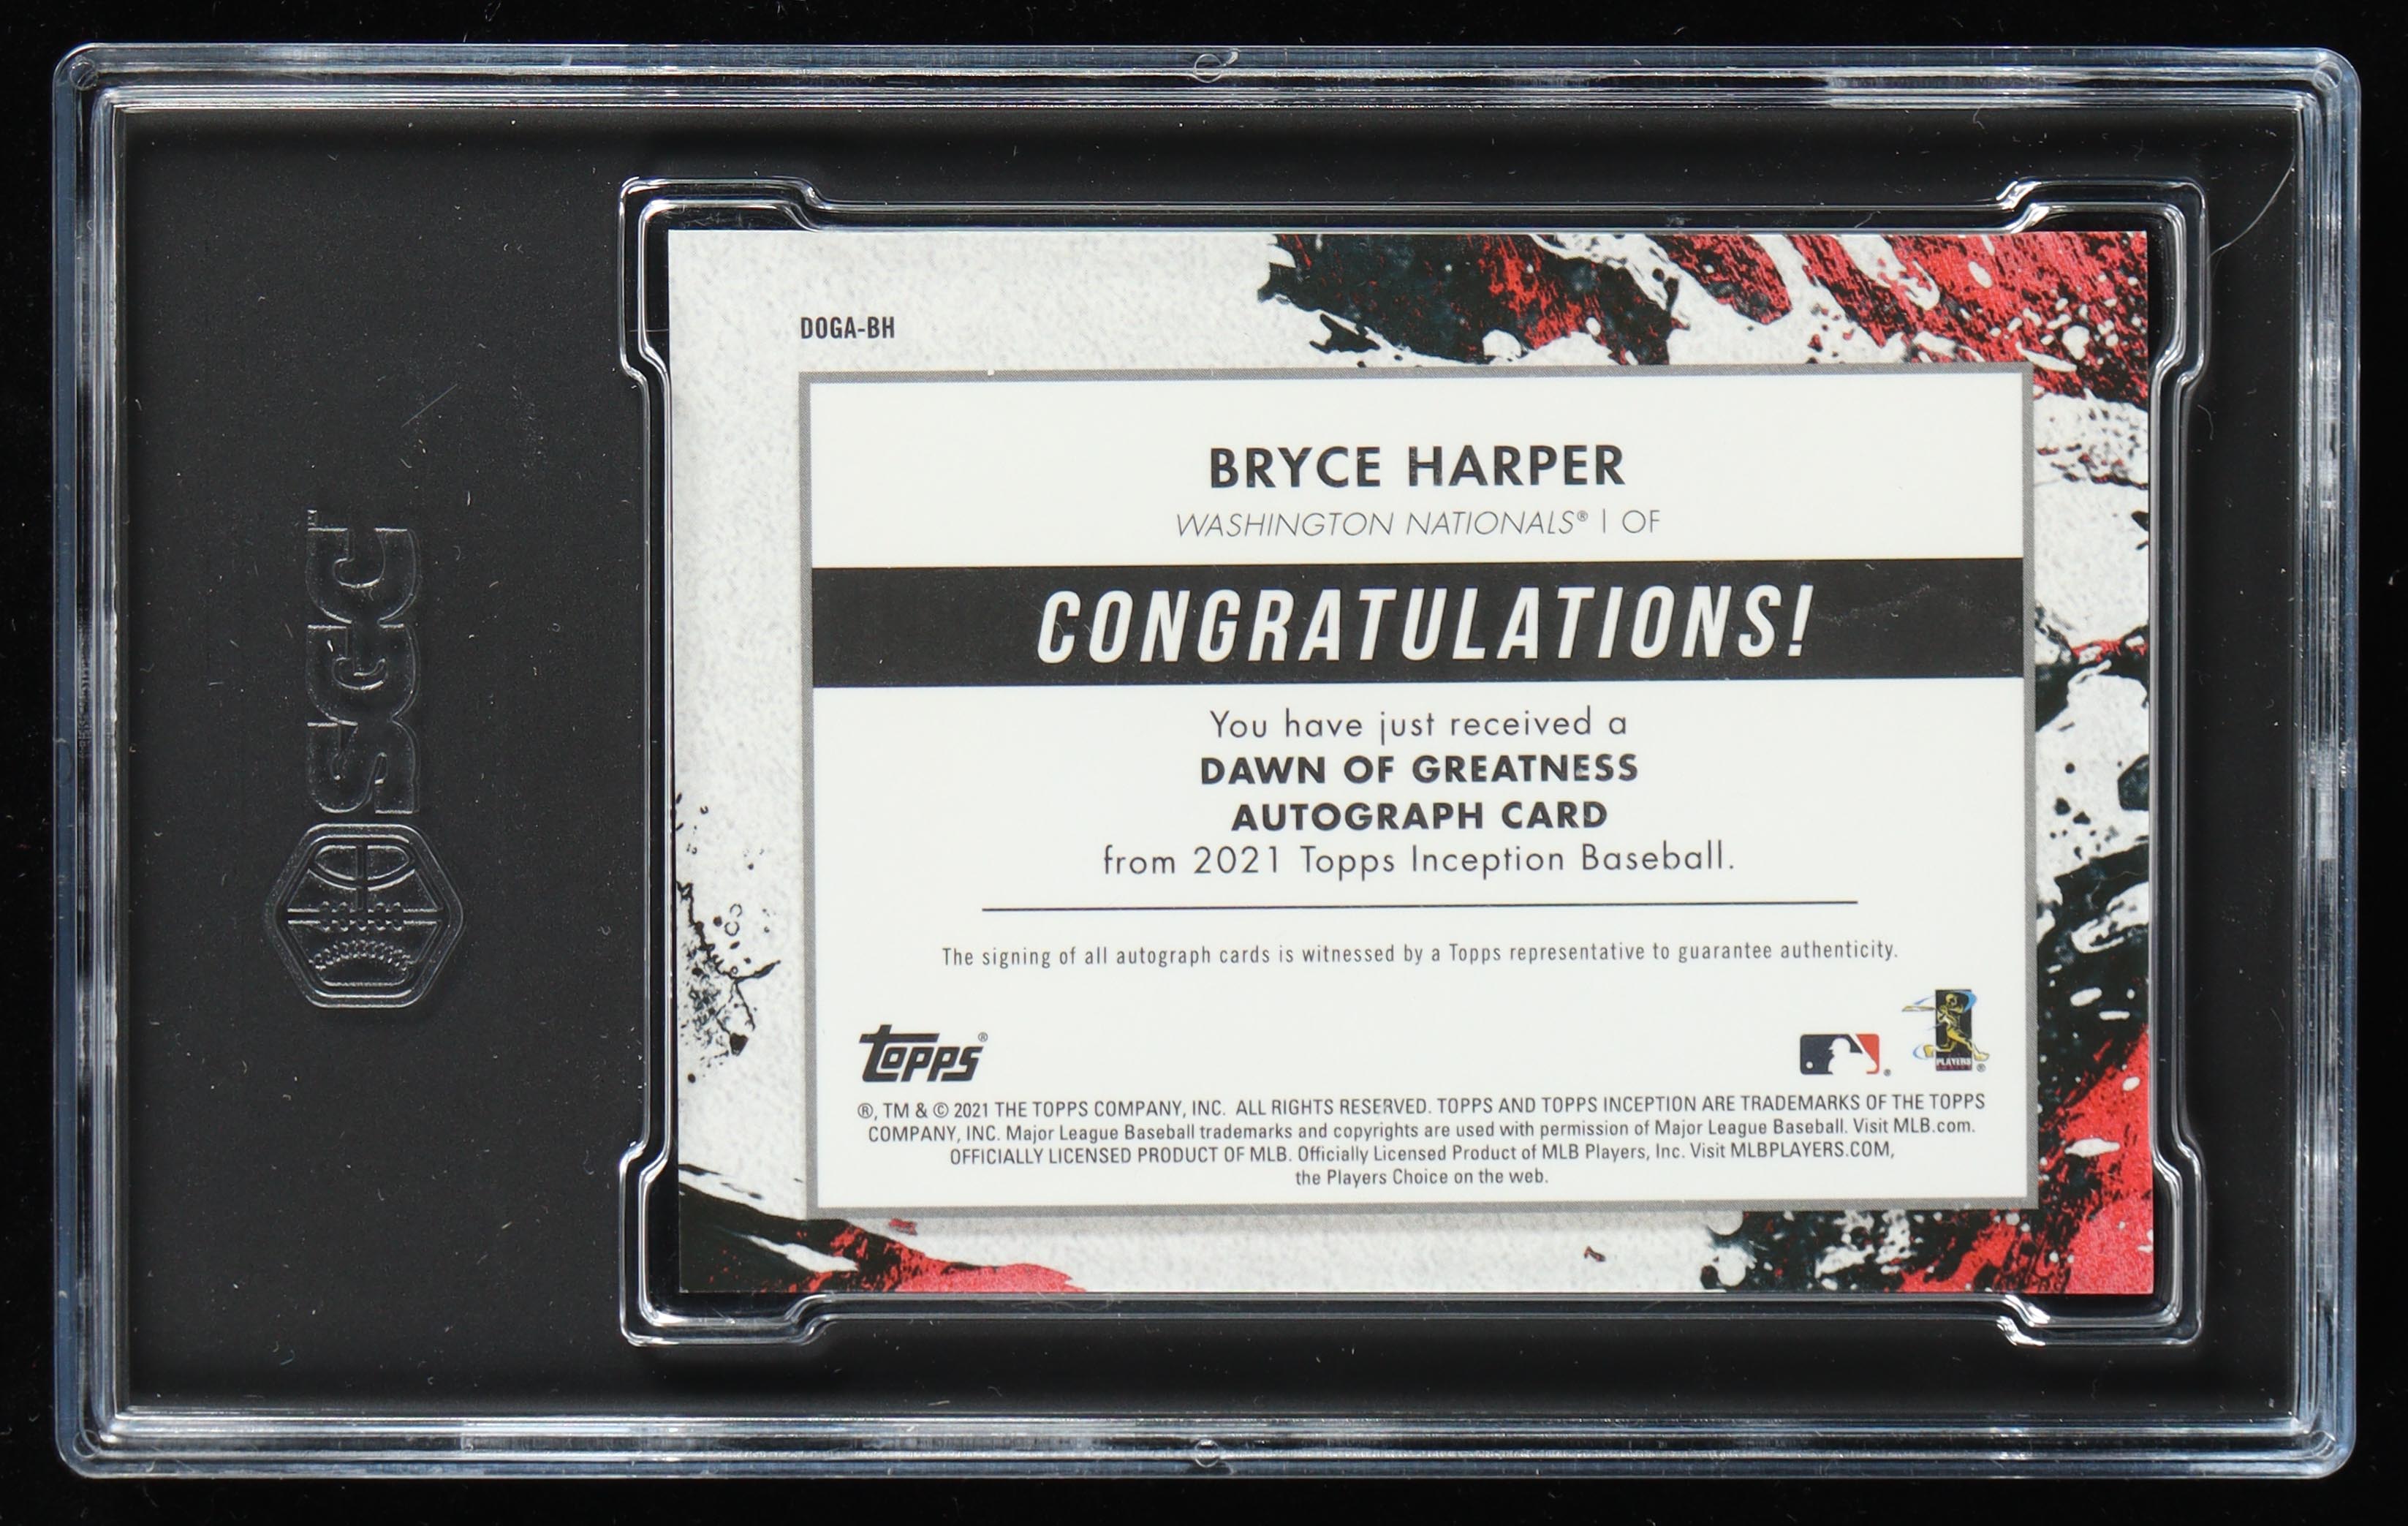 SGC™
DOGA-BH
BRYCE HARPER
WASHINGTON NATIONALS® | OF
CONGRATULATIONS!
You have just received a
DAWN OF GREATNESS
AUTOGRAPH CARD
from 2021 Topps Inception Baseball.
The signing of all autograph cards is witnessed by a Topps representative to guarantee authenticity.
topps®
PLAYERS
®, TM & © 2021 THE TOPPS COMPANY, INC. ALL RIGHTS RESERVED. TOPPS AND TOPPS INCEPTION ARE TRADEMARKS OF THE TOPPS
COMPANY, INC. Major League Baseball trademarks and copyrights are used with permission of Major League Baseball. Visit MLB.com.
OFFICIALLY LICENSED PRODUCT OF MLB. Officially Licensed Product of MLB Players, Inc. Visit MLBPLAYERS.COM,
the Players Choice on the web.